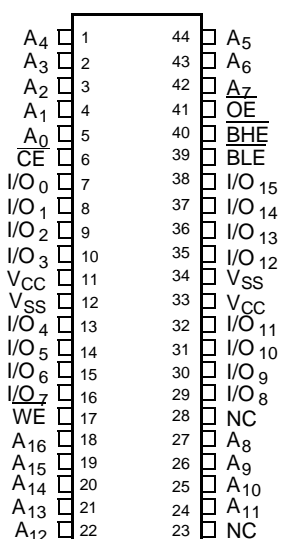 A4 1 44 A5
A3 2 43 A6
A2 3 42 A7
A1 4 41 OE
A0 5 40 BHE
CE 6 39 BLE
I/O0 7 38 I/O15
I/O1 8 37 I/O14
I/O2 9 36 I/O13
I/O3 10 35 I/O12
VCC 11 34 VSS
VSS 12 33 VCC
I/O4 13 32 I/O11
I/O5 14 31 I/O10
I/O6 15 30 I/O9
I/O7 16 29 I/O8
WE 17 28 NC
A16 18 27 A8
A15 19 26 A9
A14 20 25 A10
A13 21 24 A11
A12 22 23 NC